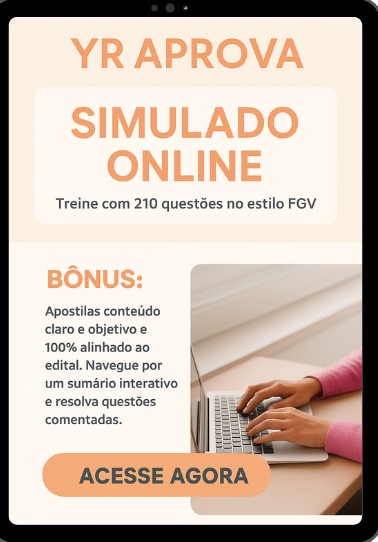 YR APROVA
SIMULADO
ONLINE
Treine com 210 questões no estilo FGV
BÔNUS:
Apostilas conteúdo
claro e objetivo e
100% alinhado ao
edital. Navegue por
um sumário interativo
e resolva questões
comentadas.
ACESSE AGORA